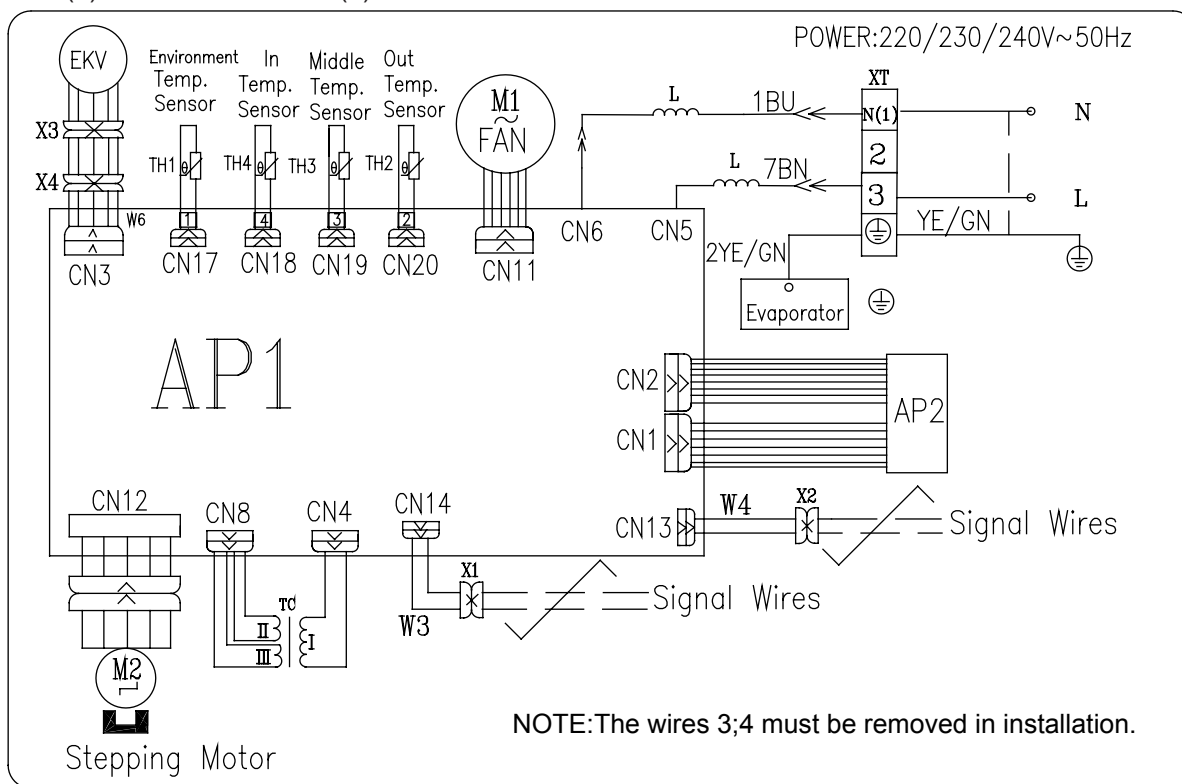 POWER:220/230/240V~50Hz
EKV
Environment
Temp.
Sensor
In
Temp.
Sensor
Middle
Temp.
Sensor
Out
Temp.
Sensor
M1
~
FAN
XT
L
1BU
N(1)
N
X3
TH1 θ
TH4 θ
TH3 θ
TH2 θ
2
L
7BN
X4
3
L
W6
1
4
3
2
CN6
CN5
YE/GN
CN3
CN17
CN18
CN19
CN20
CN11
2YE/GN
Evaporator
AP1
CN2
AP2
CN1
CN12
CN8
CN4
CN14
CN13
W4
X2
Signal Wires
X1
Signal Wires
W3
TC
II
I
III
M2
NOTE:The wires 3;4 must be removed in installation.
Stepping Motor